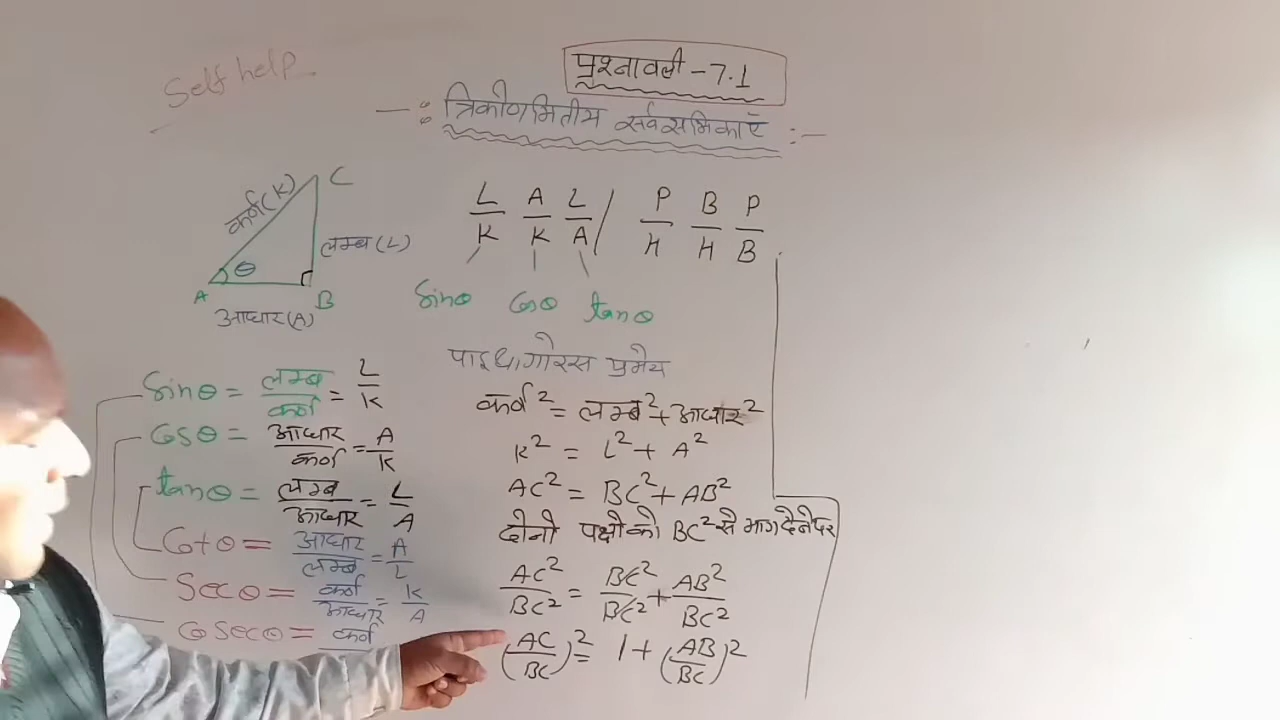 Self help
प्रश्नावली - 7.1
-: त्रिकोणमितीय सर्वसमिकाएँ :-
C
कर्ण(K)
लम्ब(L)
θ
A
B
आधार(A)
L/K A/K L/A / P/H B/H P/B
Sinθ Cosθ tanθ
Sinθ = लम्ब/कर्ण = L/K
Cosθ = आधार/कर्ण = A/K
tanθ = लम्ब/आधार = L/A
Cotθ = आधार/लम्ब = A/L
Secθ = कर्ण/आधार = K/A
Cosecθ = कर्ण
पाइथागोरस प्रमेय
कर्ण² = लम्ब² + आधार²
K² = L² + A²
AC² = BC² + AB²
दोनो पक्षो को BC² से भाग देने पर
AC²/BC² = BC²/BC² + AB²/BC²
(AC/BC)² = 1 + (AB/BC)²